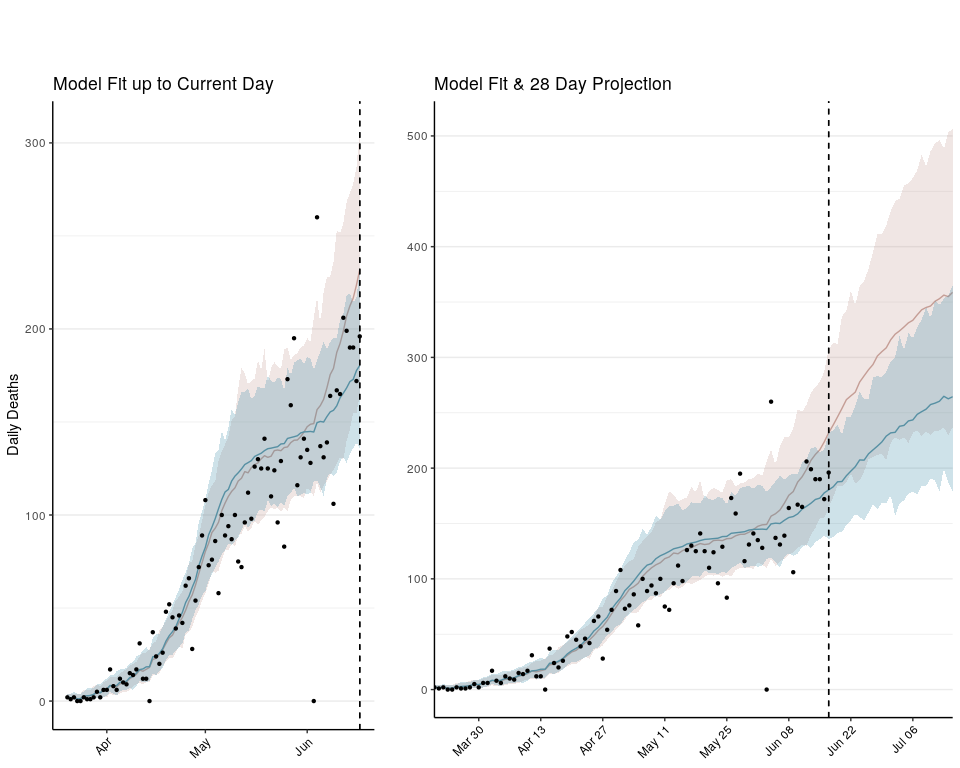 Model Fit up to Current Day
Daily Deaths
300
200
100
0
Apr
May
Jun
Model Fit & 28 Day Projection
500
400
300
200
100
0
Mar 30
Apr 13
Apr 27
May 11
May 25
Jun 08
Jun 22
Jul 06